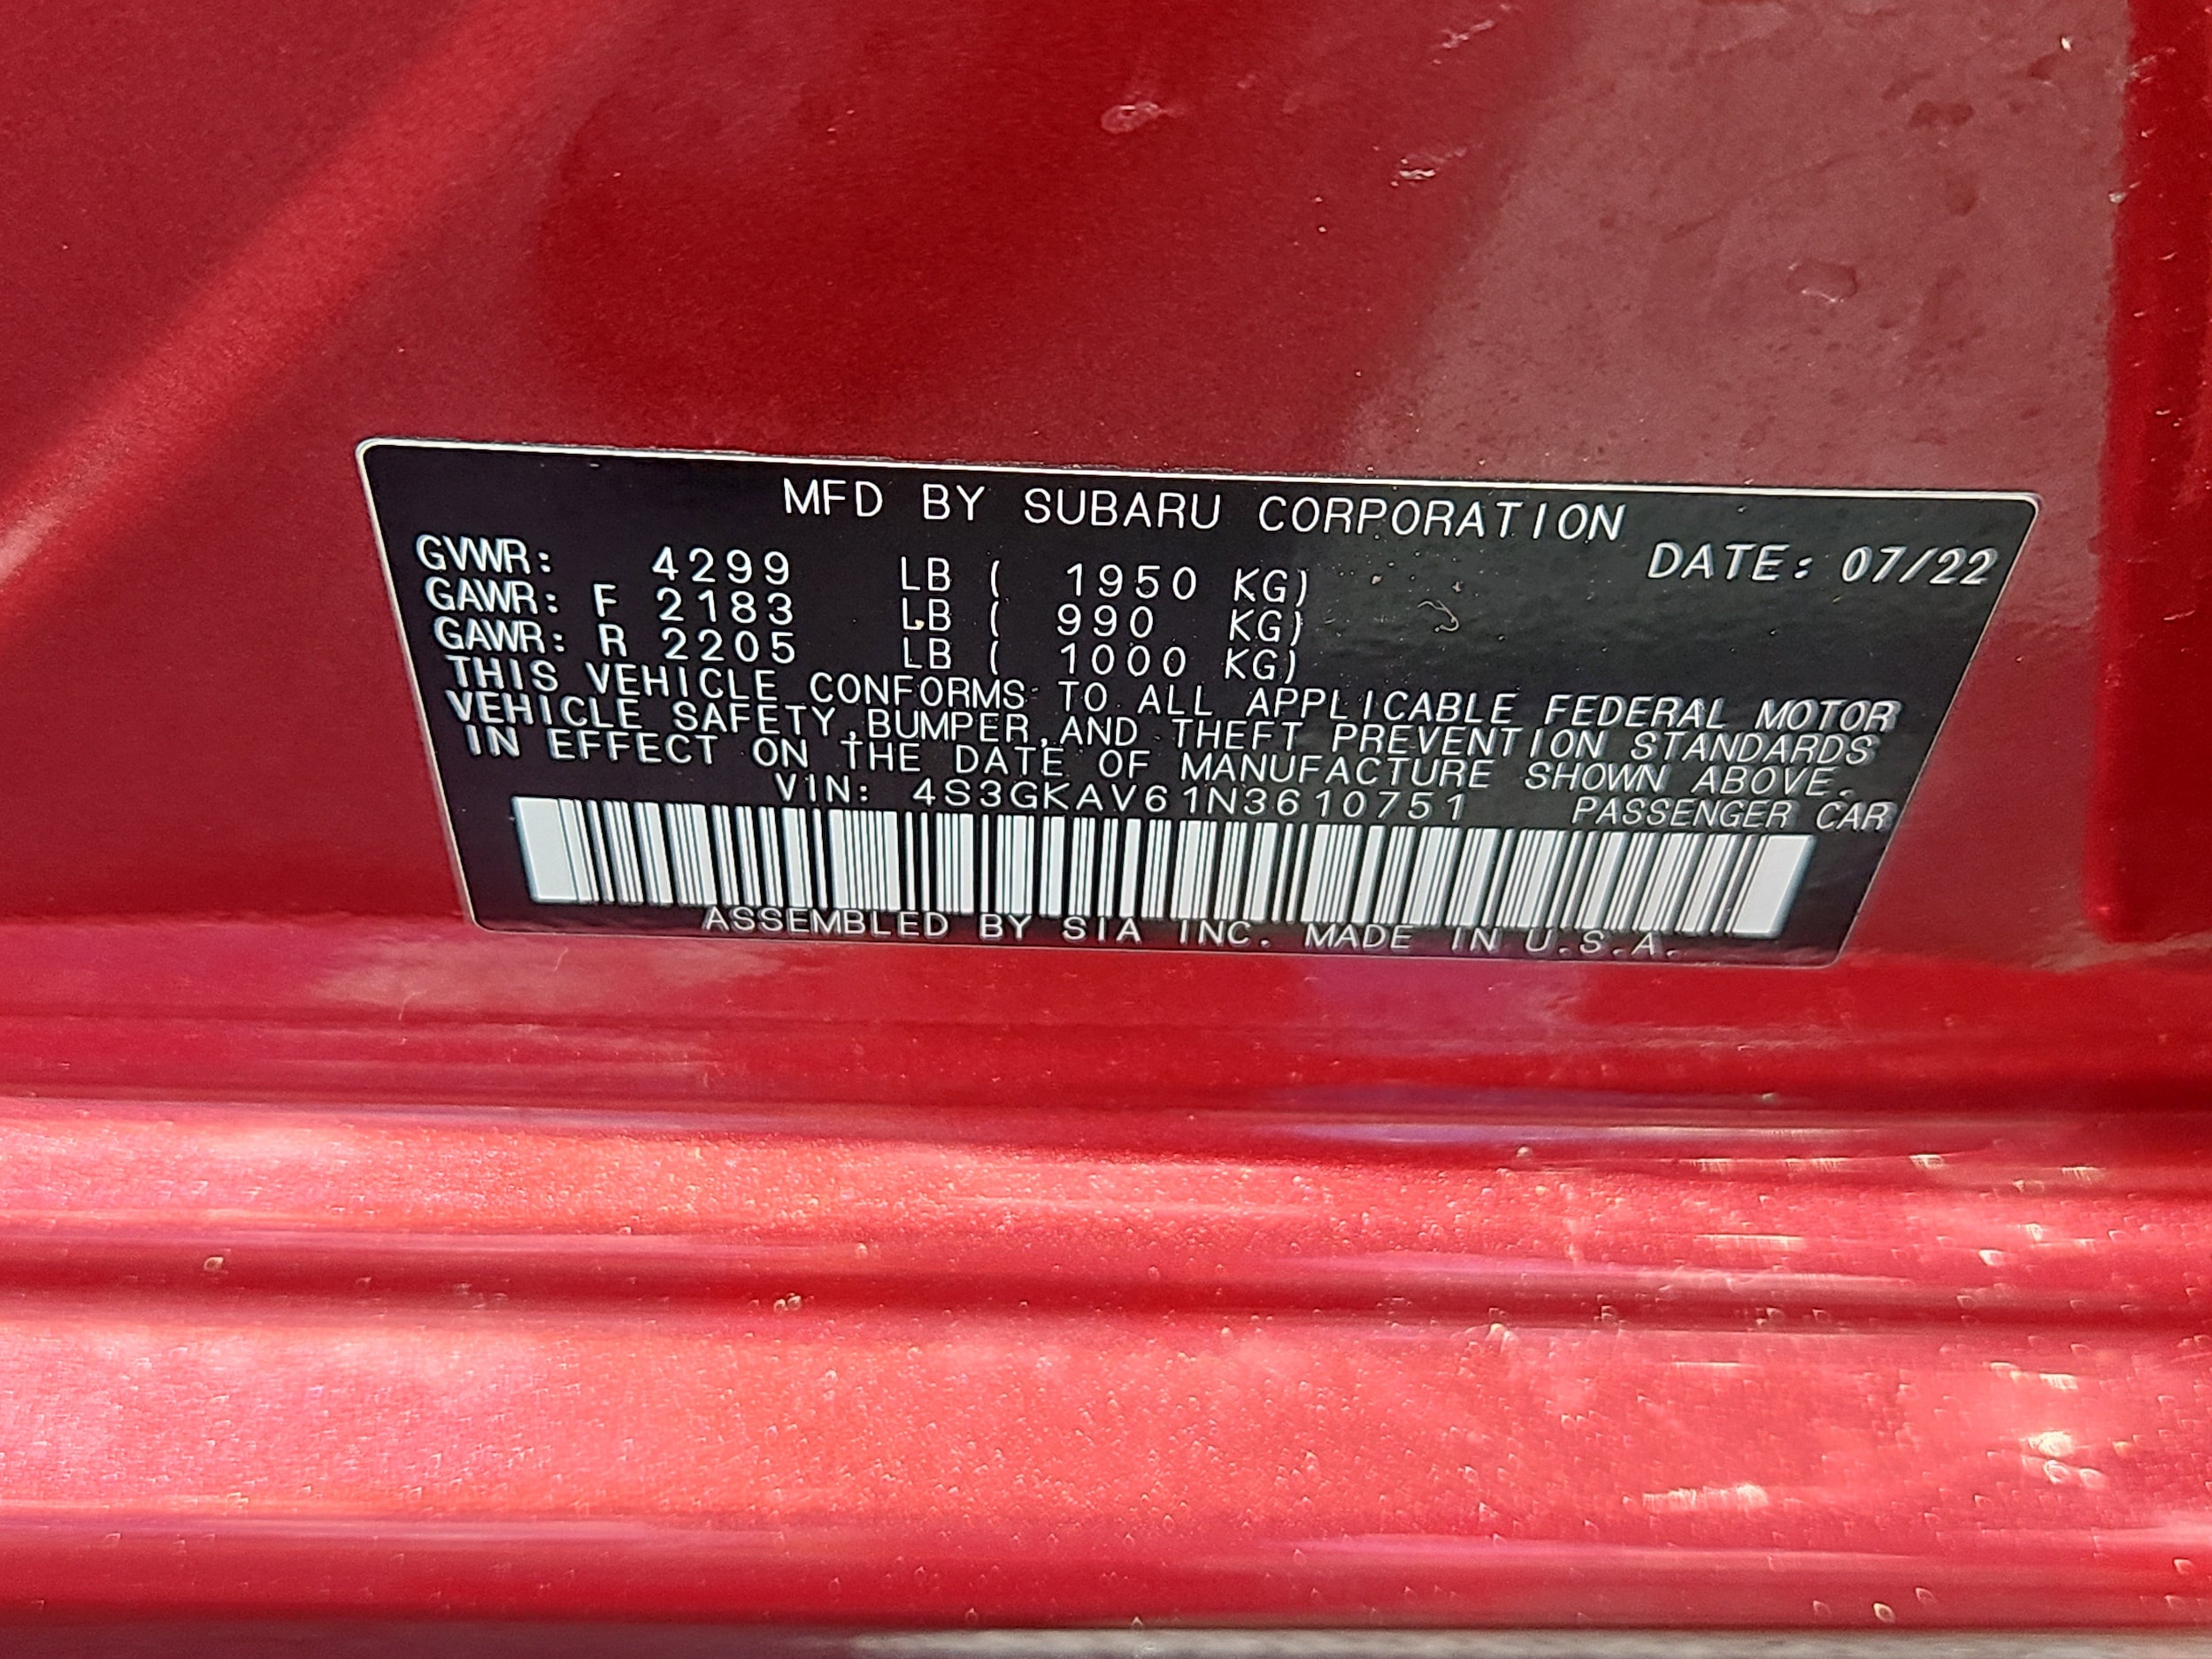 MFD BY SUBARU CORPORATION
DATE: 07/22
GVWR: 4299 LB ( 1950 KG)
GAWR: F 2183 LB ( 990 KG)
GAWR: R 2205 LB ( 1000 KG)
THIS VEHICLE CONFORMS TO ALL APPLICABLE FEDERAL MOTOR
VEHICLE SAFETY,BUMPER,AND THEFT PREVENTION STANDARDS
IN EFFECT ON THE DATE OF MANUFACTURE SHOWN ABOVE.
VIN: 4S3GKAV61N3610751 PASSENGER CAR
ASSEMBLED BY SIA INC. MADE IN U.S.A.